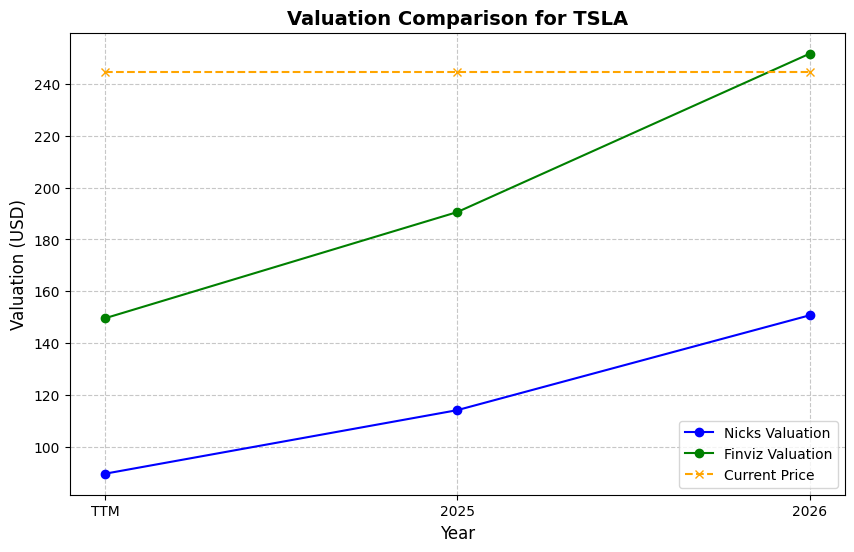 Valuation Comparison for TSLA
Valuation (USD)
240
220
200
180
160
140
120
100
TTM
2025
2026
Year
Nicks Valuation
Finviz Valuation
Current Price